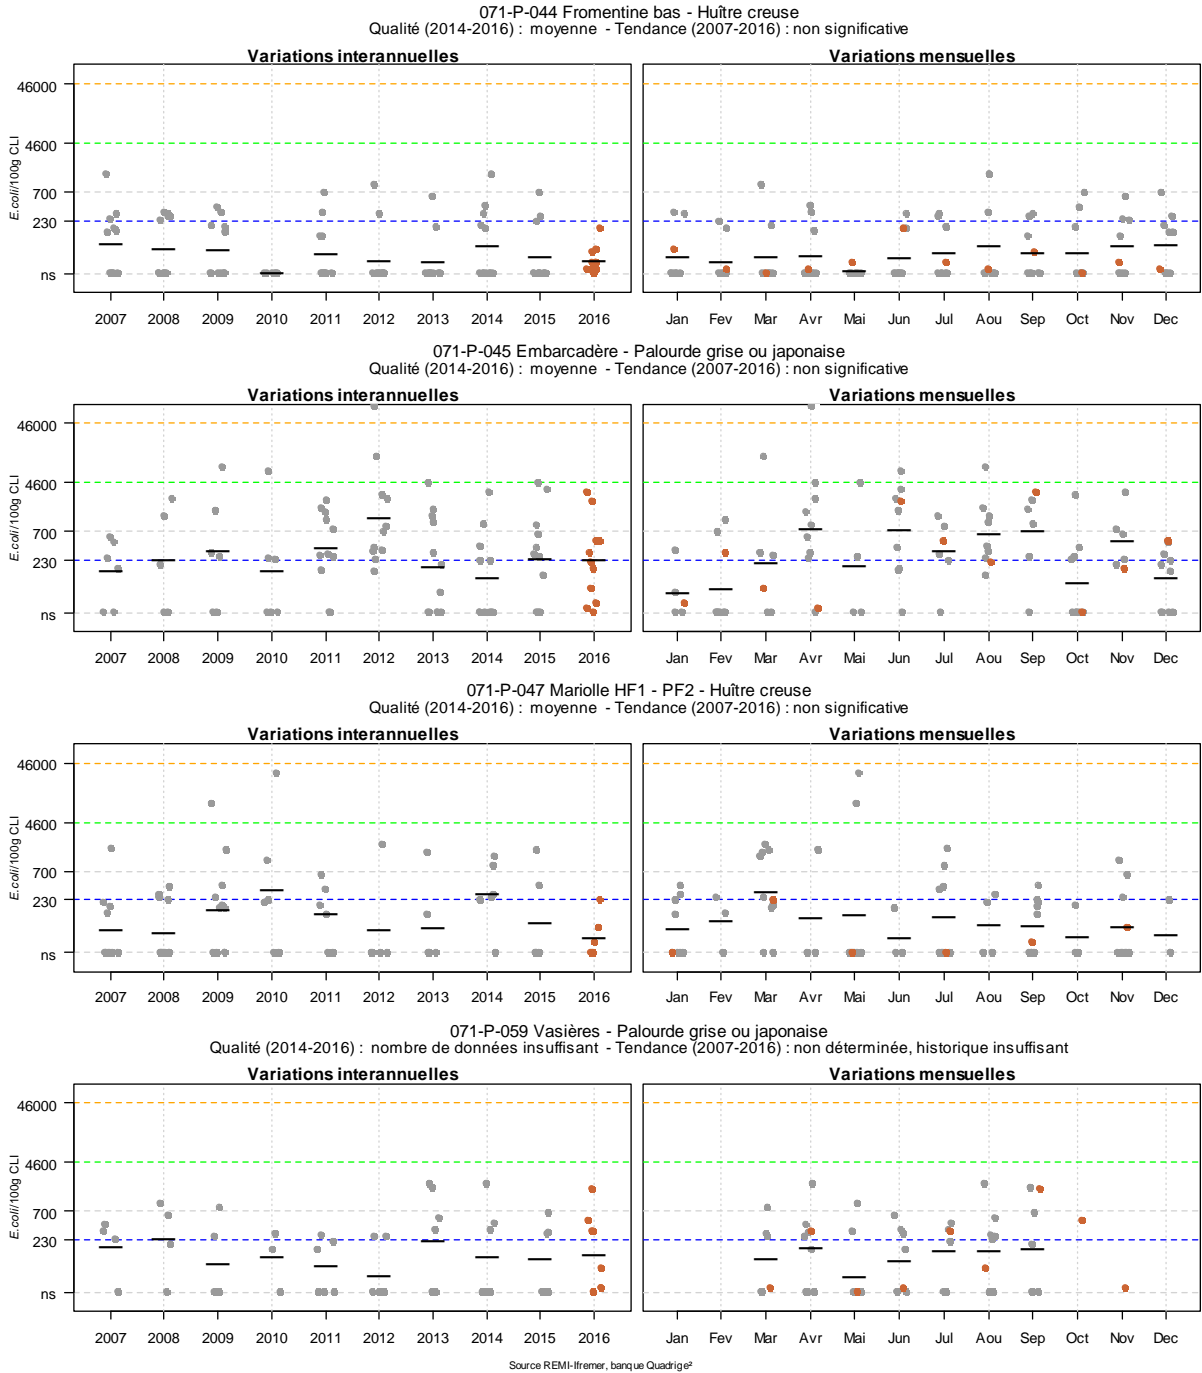 071-P-044 Fromentine bas - Huître creuse
Qualité (2014-2016) : moyenne - Tendance (2007-2016) : non significative
Variations interannuelles
Variations mensuelles
E.coli/100g CLI
46000
4600
700
230
ns
2007 2008 2009 2010 2011 2012 2013 2014 2015 2016
Jan Fev Mar Avr Mai Jun Jul Aou Sep Oct Nov Dec
071-P-045 Embarcadère - Palourde grise ou japonaise
Qualité (2014-2016) : moyenne - Tendance (2007-2016) : non significative
Variations interannuelles
Variations mensuelles
E.coli/100g CLI
46000
4600
700
230
ns
2007 2008 2009 2010 2011 2012 2013 2014 2015 2016
Jan Fev Mar Avr Mai Jun Jul Aou Sep Oct Nov Dec
071-P-047 Mariolle HF1 - PF2 - Huître creuse
Qualité (2014-2016) : moyenne - Tendance (2007-2016) : non significative
Variations interannuelles
Variations mensuelles
E.coli/100g CLI
46000
4600
700
230
ns
2007 2008 2009 2010 2011 2012 2013 2014 2015 2016
Jan Fev Mar Avr Mai Jun Jul Aou Sep Oct Nov Dec
071-P-059 Vasières - Palourde grise ou japonaise
Qualité (2014-2016) : nombre de données insuffisant - Tendance (2007-2016) : non déterminée, historique insuffisant
Variations interannuelles
Variations mensuelles
E.coli/100g CLI
46000
4600
700
230
ns
2007 2008 2009 2010 2011 2012 2013 2014 2015 2016
Jan Fev Mar Avr Mai Jun Jul Aou Sep Oct Nov Dec
Source REMI-Ifremer, banque Quadrige²